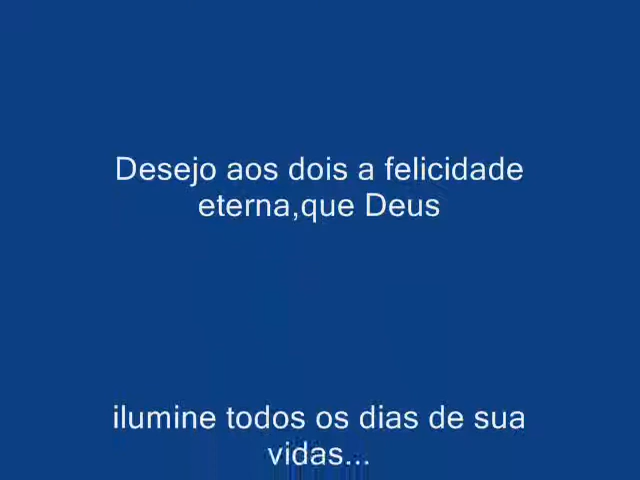 Desejo aos dois a felicidade
eterna,que Deus
ilumine todos os dias de sua
vidas...